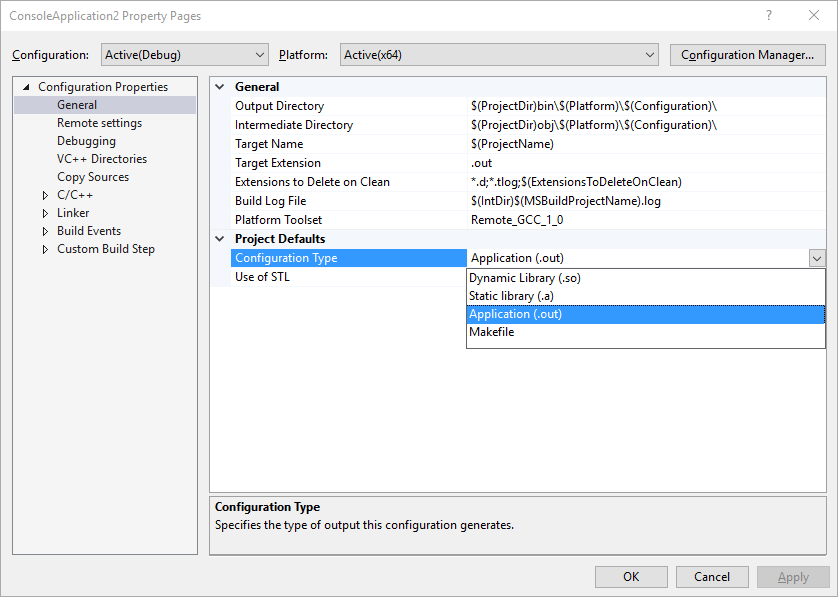 ConsoleApplication2 Property Pages ?
Configuration: Active(Debug) Platform: Active(x64) Configuration Manager...
Configuration Properties
General
Remote settings
Debugging
VC++ Directories
Copy Sources
C/C++
Linker
Build Events
Custom Build Step
General
Output Directory $(ProjectDir)bin\$(Platform)\$(Configuration)\
Intermediate Directory $(ProjectDir)obj\$(Platform)\$(Configuration)\
Target Name $(ProjectName)
Target Extension .out
Extensions to Delete on Clean *.d;*.tlog;$(ExtensionsToDeleteOnClean)
Build Log File $(IntDir)$(MSBuildProjectName).log
Platform Toolset Remote_GCC_1_0
Project Defaults
Configuration Type Application (.out)
Use of STL
Dynamic Library (.so)
Static library (.a)
Application (.out)
Makefile
Configuration Type
Specifies the type of output this configuration generates.
OK Cancel Apply